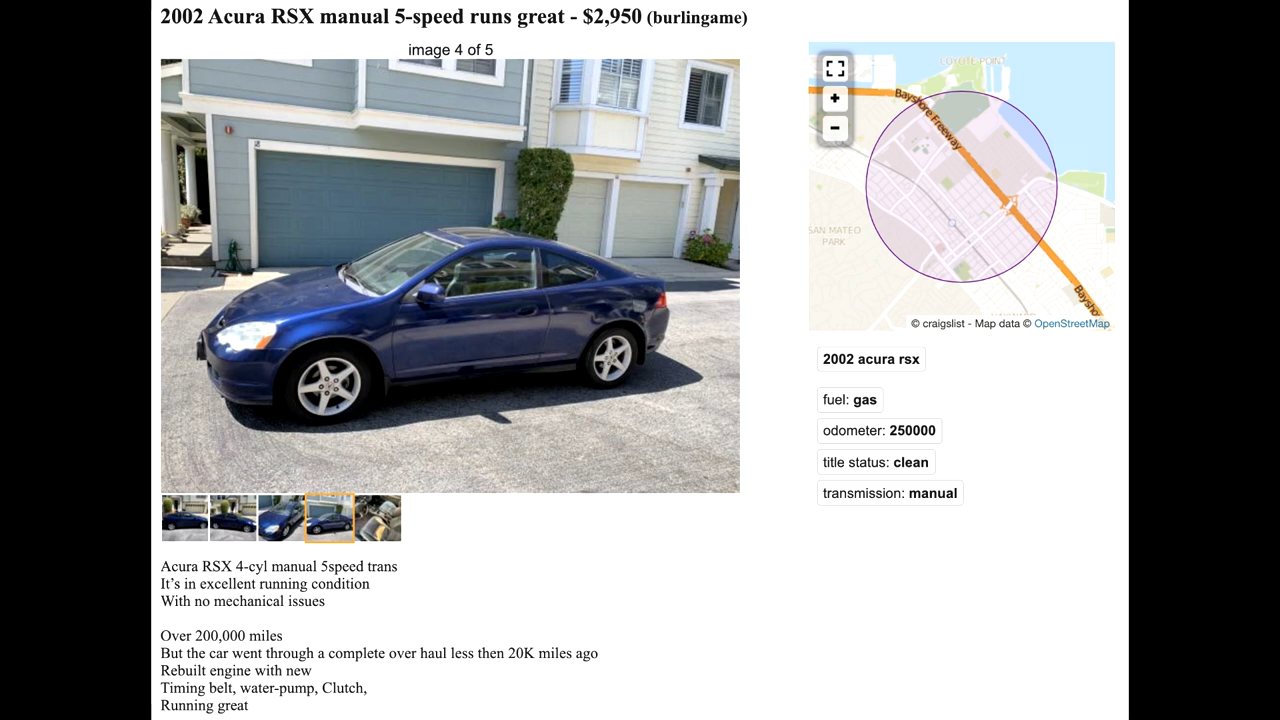 2002 Acura RSX manual 5-speed runs great - $2,950 (burlingame)
image 4 of 5
COYOTE POINT
+
Bayshore Freeway
-
SAN MATEO
PARK
Baysho
© craigslist - Map data © OpenStreetMap
2002 acura rsx
fuel: gas
odometer: 250000
title status: clean
transmission: manual
Acura RSX 4-cyl manual 5speed trans
It’s in excellent running condition
With no mechanical issues
Over 200,000 miles
But the car went through a complete over haul less then 20K miles ago
Rebuilt engine with new
Timing belt, water-pump, Clutch,
Running great